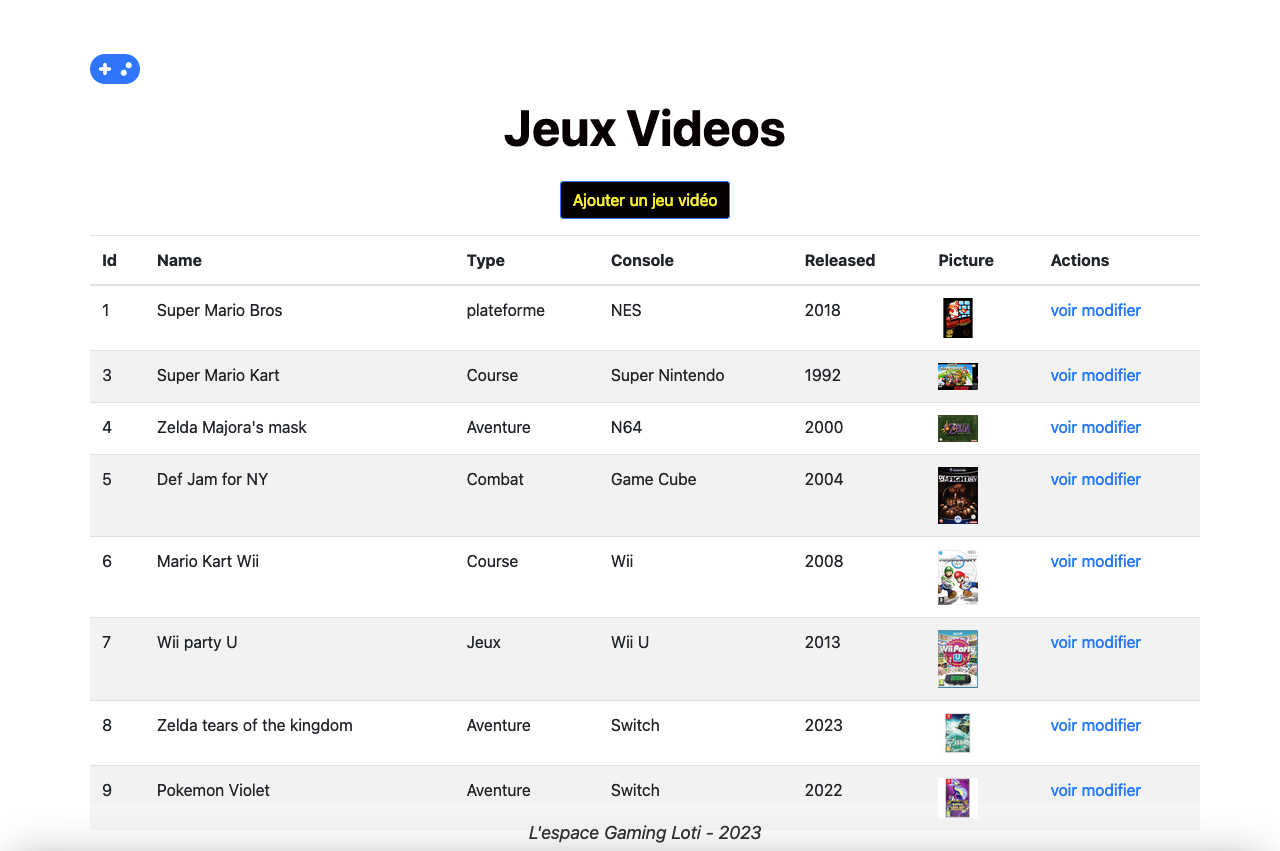 Jeux Videos
Ajouter un jeu vidéo
Id Name Type Console Released Picture Actions
1 Super Mario Bros plateforme NES 2018 voir modifier
3 Super Mario Kart Course Super Nintendo 1992 voir modifier
4 Zelda Majora's mask Aventure N64 2000 voir modifier
5 Def Jam for NY Combat Game Cube 2004 voir modifier
6 Mario Kart Wii Course Wii 2008 voir modifier
7 Wii party U Jeux Wii U 2013 voir modifier
8 Zelda tears of the kingdom Aventure Switch 2023 voir modifier
9 Pokemon Violet Aventure Switch 2022 voir modifier
L'espace Gaming Loti - 2023